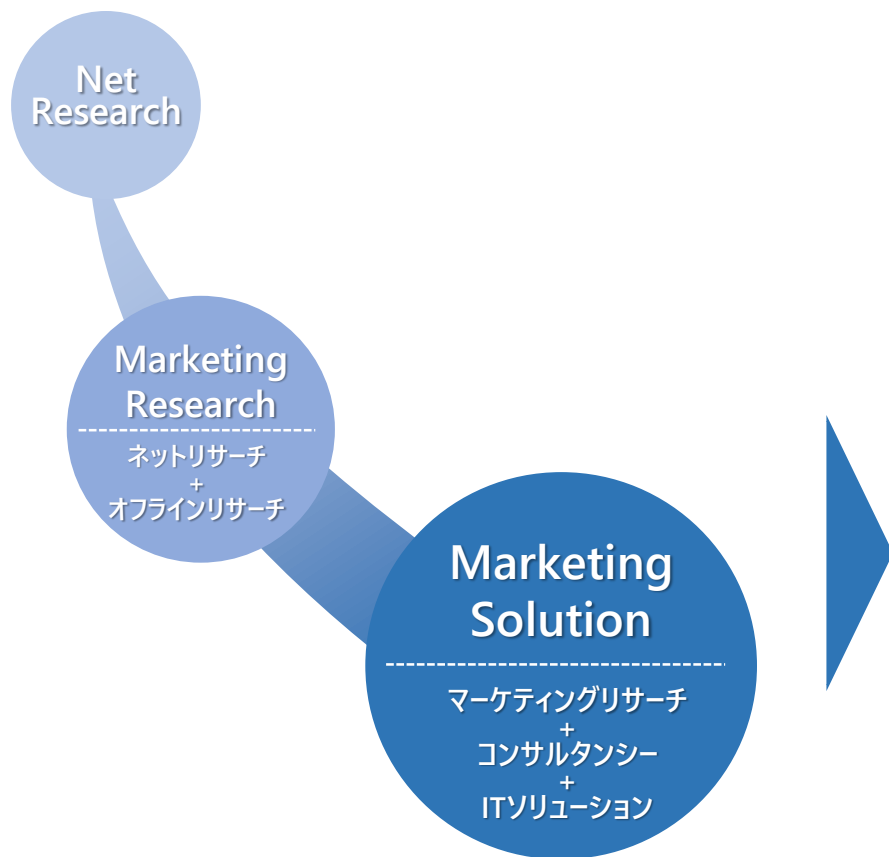 Net
Research
Marketing
Research
ネットリサーチ
+
オフラインリサーチ
Marketing
Solution
マーケティングリサーチ
+
コンサルタンシー
+
ITソリューション